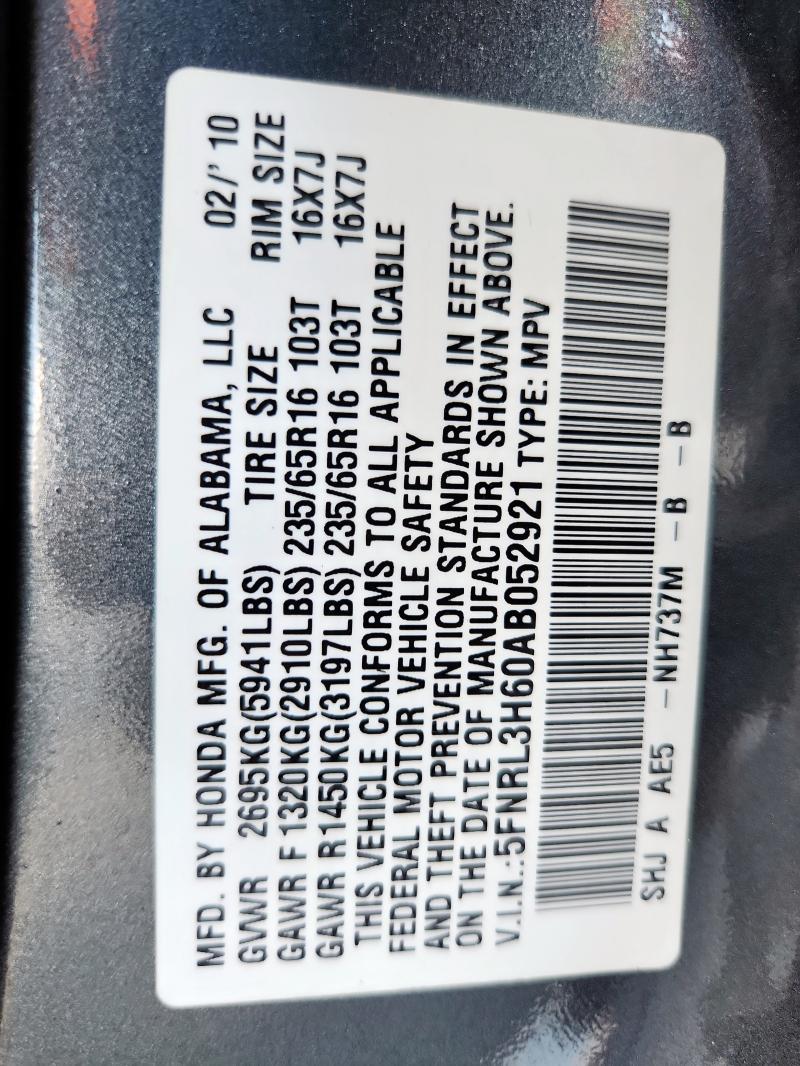 MFD. BY HONDA MFG. OF ALABAMA, LLC 02/' 10
GVWR 2695KG(5941LBS) TIRE SIZE RIM SIZE
GAWR F 1320KG(2910LBS) 235/65R16 103T 16X7J
GAWR R 1450KG(3197LBS) 235/65R16 103T 16X7J
THIS VEHICLE CONFORMS TO ALL APPLICABLE
FEDERAL MOTOR VEHICLE SAFETY
AND THEFT PREVENTION STANDARDS IN EFFECT
ON THE DATE OF MANUFACTURE SHOWN ABOVE.
V.I.N.:5FNRL3H60AB052921 TYPE: MPV
SHJ A AE5 -NH737M -B -B